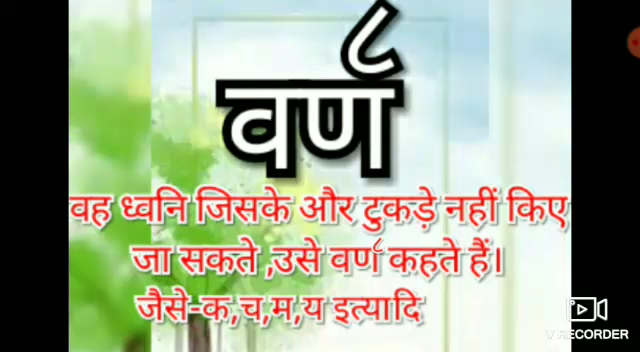 वर्ण
वह ध्वनि जिसके और टुकड़े नहीं किए
जा सकते ,उसे वर्ण कहते हैं।
जैसे-क,च,म,य इत्यादि
V RECORDER